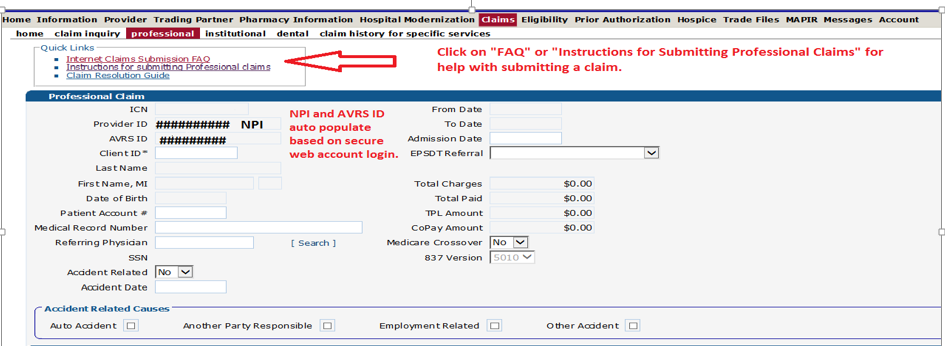 Home Information Provider Trading Partner Pharmacy Information Hospital Modernization Claims Eligibility Prior Authorization Hospice Trade Files MAPIR Messages Account
home claim inquiry professional institutional dental claim history for specific services
Quick Links
Internet Claims Submission FAQ
Instructions for submitting Professional claims
Claim Resolution Guide
Click on "FAQ" or "Instructions for Submitting Professional Claims" for
help with submitting a claim.
Professional Claim
ICN From Date
Provider ID ########## NPI To Date
AVRS ID ######### Admission Date
NPI and AVRS ID
auto populate
based on secure
web account login.
Client ID* EPSDT Referral
Last Name
First Name, MI Total Charges $0.00
Date of Birth Total Paid $0.00
Patient Account # TPL Amount $0.00
Medical Record Number CoPay Amount $0.00
Referring Physician [ Search ] Medicare Crossover No
SSN 837 Version 5010
Accident Related No
Accident Date
Accident Related Causes
Auto Accident Another Party Responsible Employment Related Other Accident